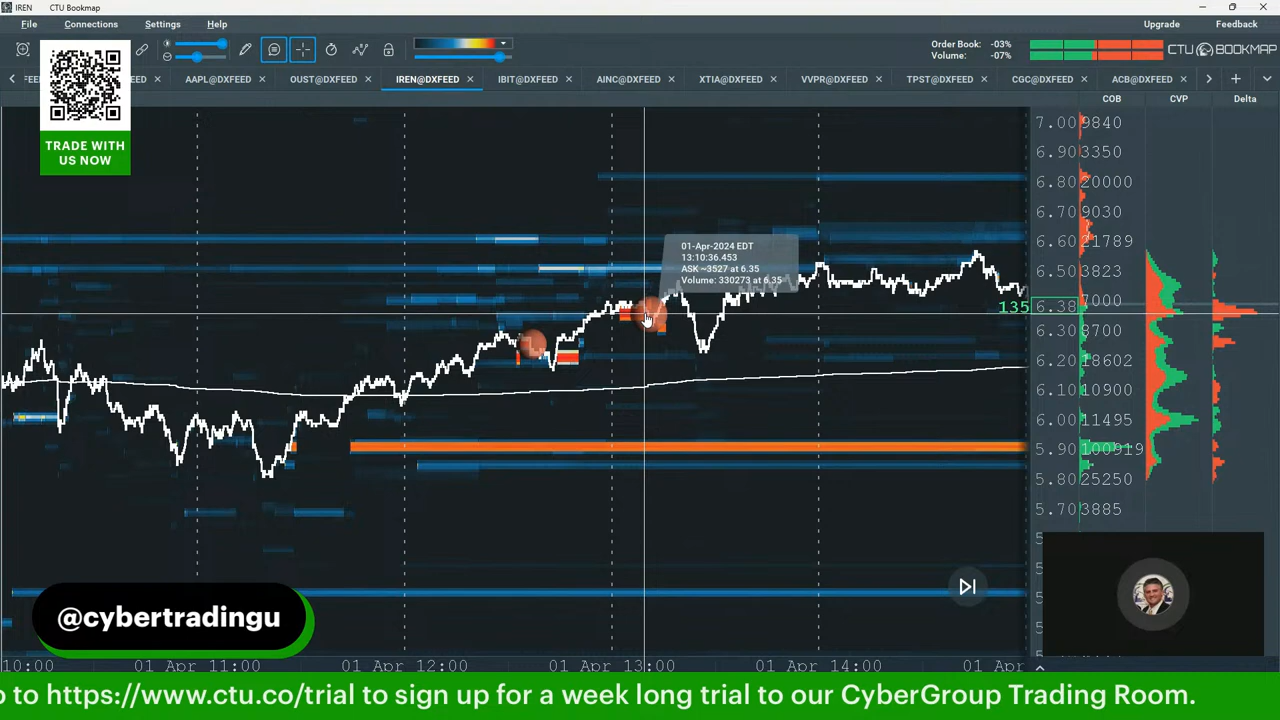 IREN
CTU Bookmap
File
Connections
Settings
Help
Upgrade
Feedback
Order Book: -03%
Volume: -07%
CTU BOOKMAP
AAPL@DXFEED
OUST@DXFEED
IREN@DXFEED
IBIT@DXFEED
AINC@DXFEED
XTIA@DXFEED
VVPR@DXFEED
TPST@DXFEED
CGC@DXFEED
ACB@DXFEED
TRADE WITH
US NOW
COB
CVP
Delta
7.00 9840
6.90 3350
6.80 20000
6.70 9030
6.60 21789
6.50 3823
7000
135
6.38
6.30 8700
6.20 18602
6.10 10900
6.00 11495
5.90 100919
5.80 25250
5.70 3885
01-Apr-2024 EDT
13:10:36.453
ASK ~3527 at 6.35
Volume: 330273 at 6.35
@cybertradingu
10:00
01 Apr 11:00
01 Apr 12:00
01 Apr 13:00
01 Apr 14:00
01 Apr
o to https://www.ctu.co/trial to sign up for a week long trial to our CyberGroup Trading Room.